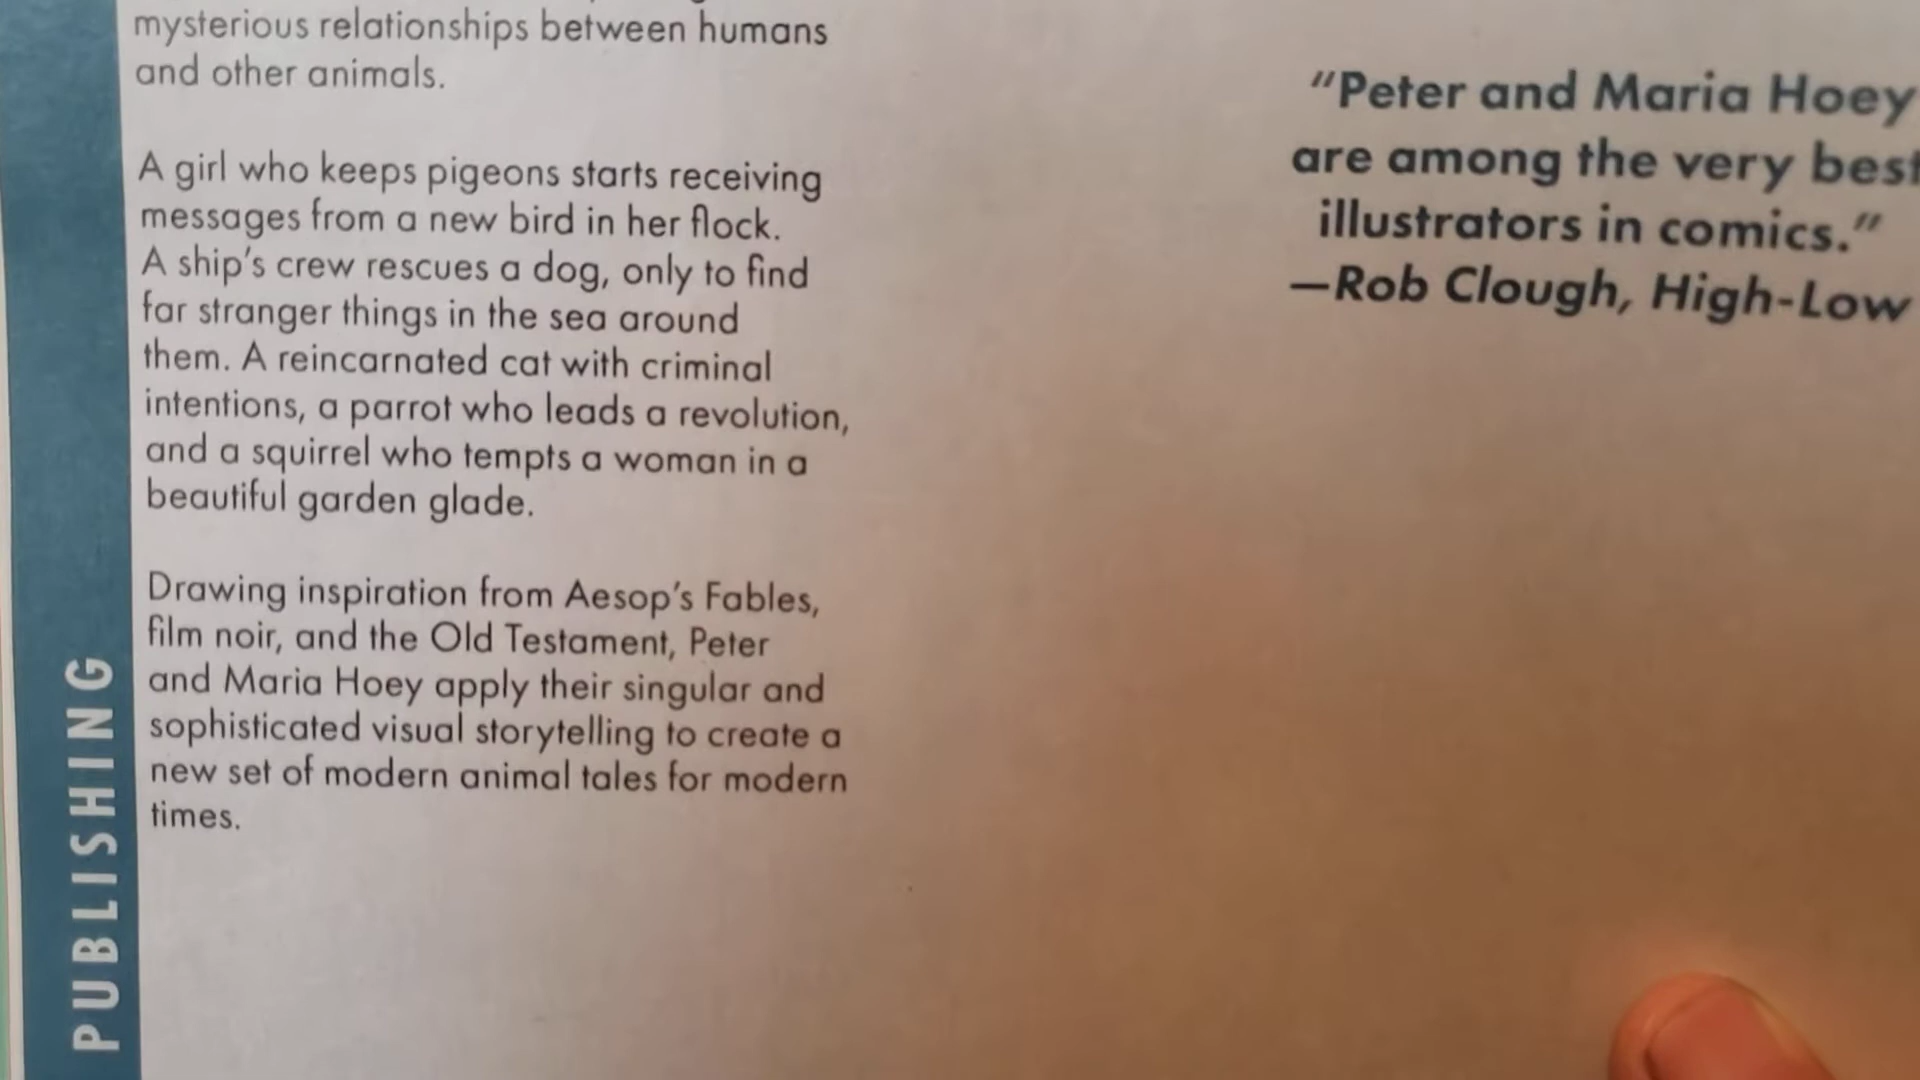 mysterious relationships between humans
and other animals.
A girl who keeps pigeons starts receiving
messages from a new bird in her flock.
A ship's crew rescues a dog, only to find
far stranger things in the sea around
them. A reincarnated cat with criminal
intentions, a parrot who leads a revolution,
and a squirrel who tempts a woman in a
beautiful garden glade.
Drawing inspiration from Aesop's Fables,
film noir, and the Old Testament, Peter
and Maria Hoey apply their singular and
sophisticated visual storytelling to create a
new set of modern animal tales for modern
times.
"Peter and Maria Hoey
are among the very best
illustrators in comics."
—Rob Clough, High-Low
PUBLISHING